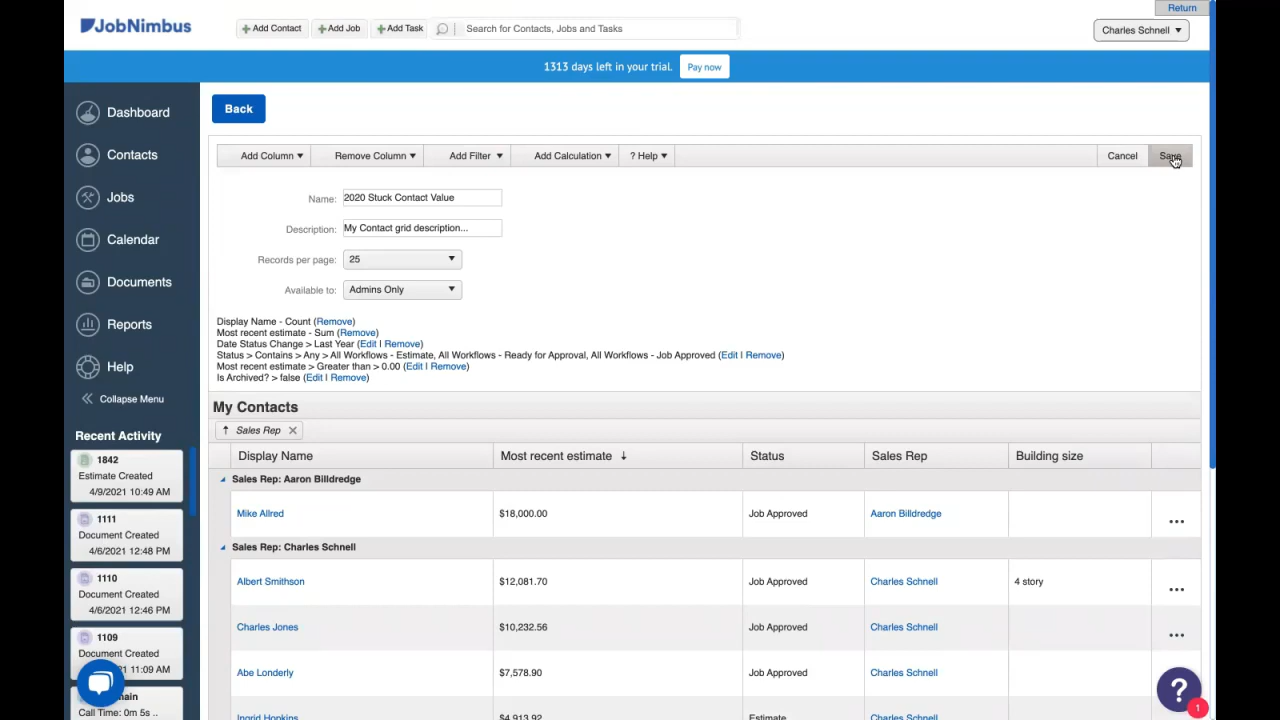 Return
JobNimbus
+ Add Contact
+ Add Job
+ Add Task
Search for Contacts, Jobs and Tasks
Charles Schnell
1313 days left in your trial.
Pay now
Dashboard
Contacts
Jobs
Calendar
Documents
Reports
Help
Collapse Menu
Recent Activity
1842
Estimate Created
4/9/2021 10:49 AM
1111
Document Created
4/6/2021 12:48 PM
1110
Document Created
4/6/2021 12:46 PM
1109
Document Created
11:09 AM
Call Time: 0m 5s ..
Back
Add Column
Remove Column
Add Filter
Add Calculation
? Help
Cancel
Save
Name: 2020 Stuck Contact Value
Description: My Contact grid description...
Records per page: 25
Available to: Admins Only
Display Name - Count (Remove)
Most recent estimate - Sum (Remove)
Date Status Change > Last Year (Edit | Remove)
Status > Contains > Any > All Workflows - Estimate, All Workflows - Ready for Approval, All Workflows - Job Approved (Edit | Remove)
Most recent estimate > Greater than > 0.00 (Edit | Remove)
Is Archived? > false (Edit | Remove)
My Contacts
↑ Sales Rep ×
Display Name Most recent estimate ↓ Status Sales Rep Building size
Sales Rep: Aaron Billdredge
Mike Allred $18,000.00 Job Approved Aaron Billdredge
Sales Rep: Charles Schnell
Albert Smithson $12,081.70 Job Approved Charles Schnell 4 story
Charles Jones $10,232.56 Job Approved Charles Schnell
Abe Londerly $7,578.90 Job Approved Charles Schnell
Ingrid Hopkins $4,913.92 Estimate Charles Schnell
?
1